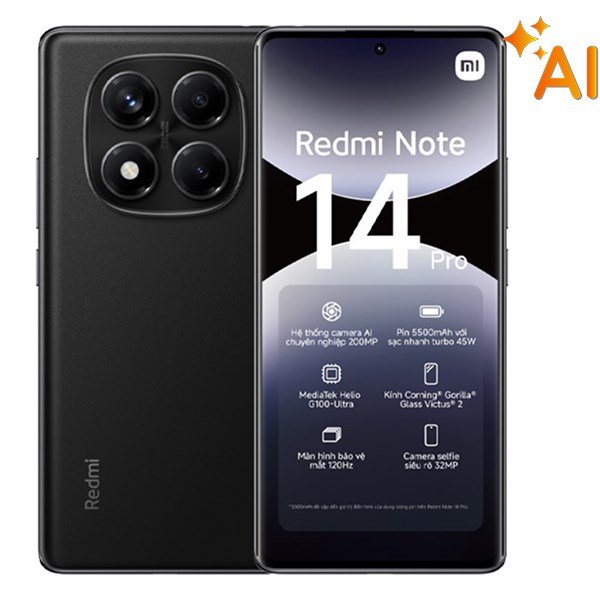 AI
mi
Redmi Note
14
Pro
Hệ thống camera AI
chuyên nghiệp 200MP
Pin 5500mAh với
sạc nhanh turbo 45W
MediaTek Helio
G100-Ultra
Kính Corning® Gorilla®
Glass Victus® 2
Màn hình bảo vệ
mắt 120Hz
Camera selfie
siêu rõ 32MP
Redmi